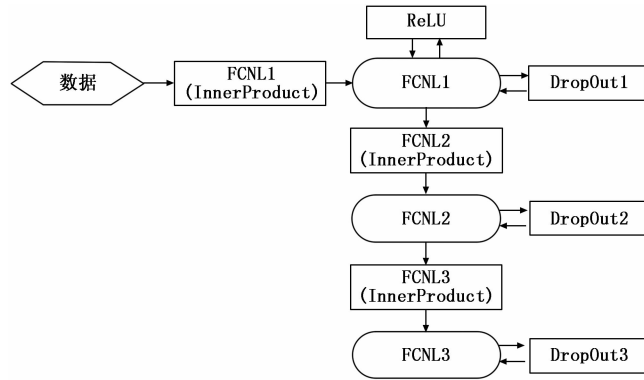 ReLU
数据
FCNL1
(InnerProduct)
FCNL1
DropOut1
FCNL2
(InnerProduct)
FCNL2
DropOut2
FCNL3
(InnerProduct)
FCNL3
DropOut3